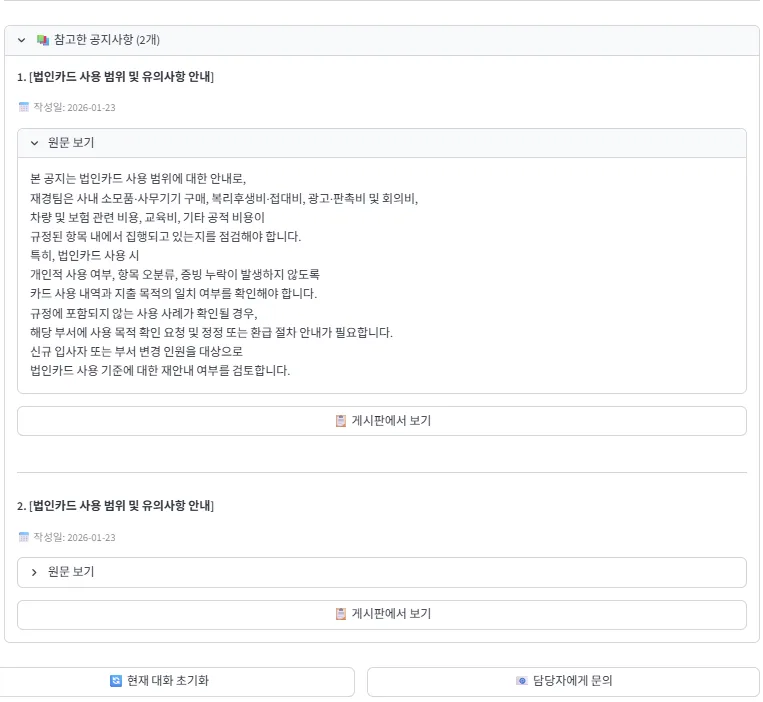 참고한 공지사항 (2개)
1. [법인카드 사용 범위 및 유의사항 안내]
작성일: 2026-01-23
원문 보기
본 공지는 법인카드 사용 범위에 대한 안내로,
재경팀은 사내 소모품·사무기기 구매, 복리후생비·접대비, 광고·판촉비 및 회의비,
차량 및 보험 관련 비용, 교육비, 기타 공적 비용이
규정된 항목 내에서 집행되고 있는지를 점검해야 합니다.
특히, 법인카드 사용 시
개인적 사용 여부, 항목 오분류, 증빙 누락이 발생하지 않도록
카드 사용 내역과 지출 목적의 일치 여부를 확인해야 합니다.
규정에 포함되지 않는 사용 사례가 확인될 경우,
해당 부서에 사용 목적 확인 요청 및 정정 또는 환급 절차 안내가 필요합니다.
신규 입사자 또는 부서 변경 인원을 대상으로
법인카드 사용 기준에 대한 재안내 여부를 검토합니다.
게시판에서 보기
2. [법인카드 사용 범위 및 유의사항 안내]
작성일: 2026-01-23
원문 보기
게시판에서 보기
현재 대화 초기화
담당자에게 문의